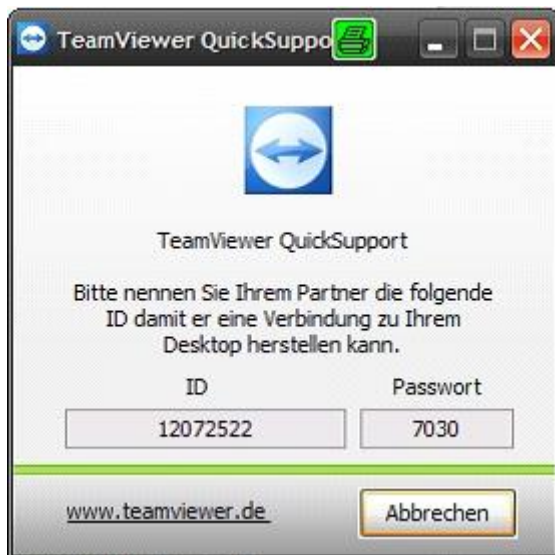 TeamViewer QuickSuppo
TeamViewer QuickSupport
Bitte nennen Sie Ihrem Partner die folgende
ID damit er eine Verbindung zu Ihrem
Desktop herstellen kann.
ID Passwort
12072522 7030
www.teamviewer.de Abbrechen